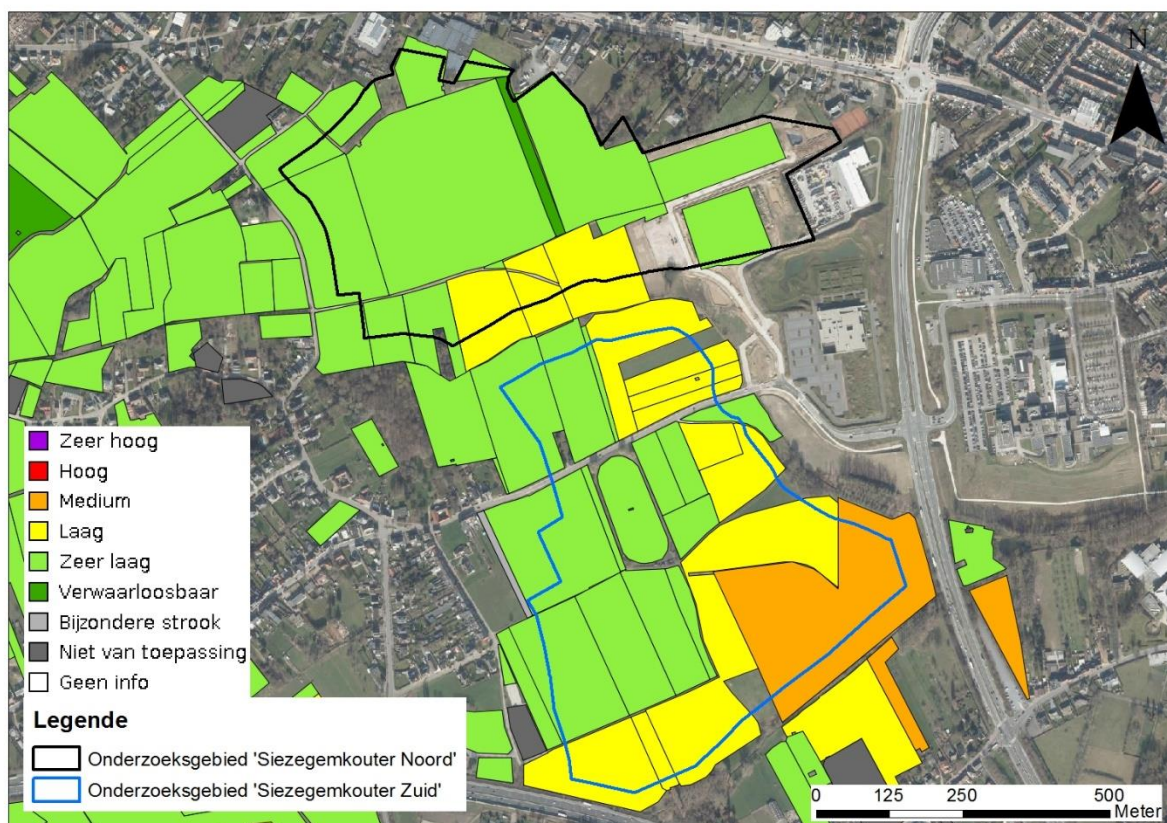 N
Zeer hoog
Hoog
Medium
Laag
Zeer laag
Verwaarloosbaar
Bijzondere strook
Niet van toepassing
Geen info
Legende
Onderzoeksgebied 'Siezegemkouter Noord'
Onderzoeksgebied 'Siezegemkouter Zuid'
0 125 250 500
Meter